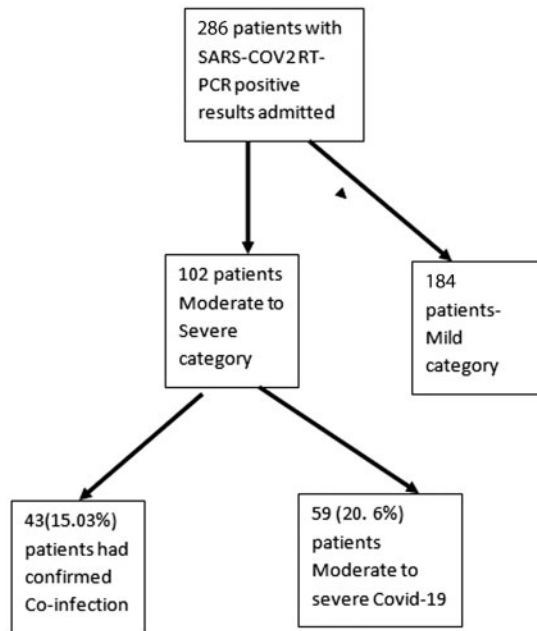 286 patients with
SARS-COV2 RT-
PCR positive
results admitted
102 patients
Moderate to
Severe
category
184
patients-
Mild
category
43(15.03%)
patients had
confirmed
Co-infection
59 (20. 6%)
patients
Moderate to
severe Covid-19